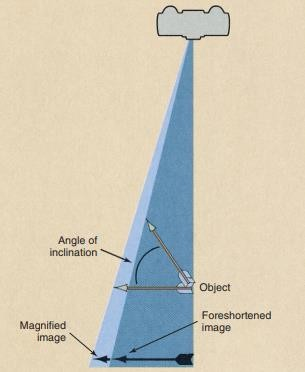 Angle of
inclination
Object
Foreshortened
image
Magnified
image